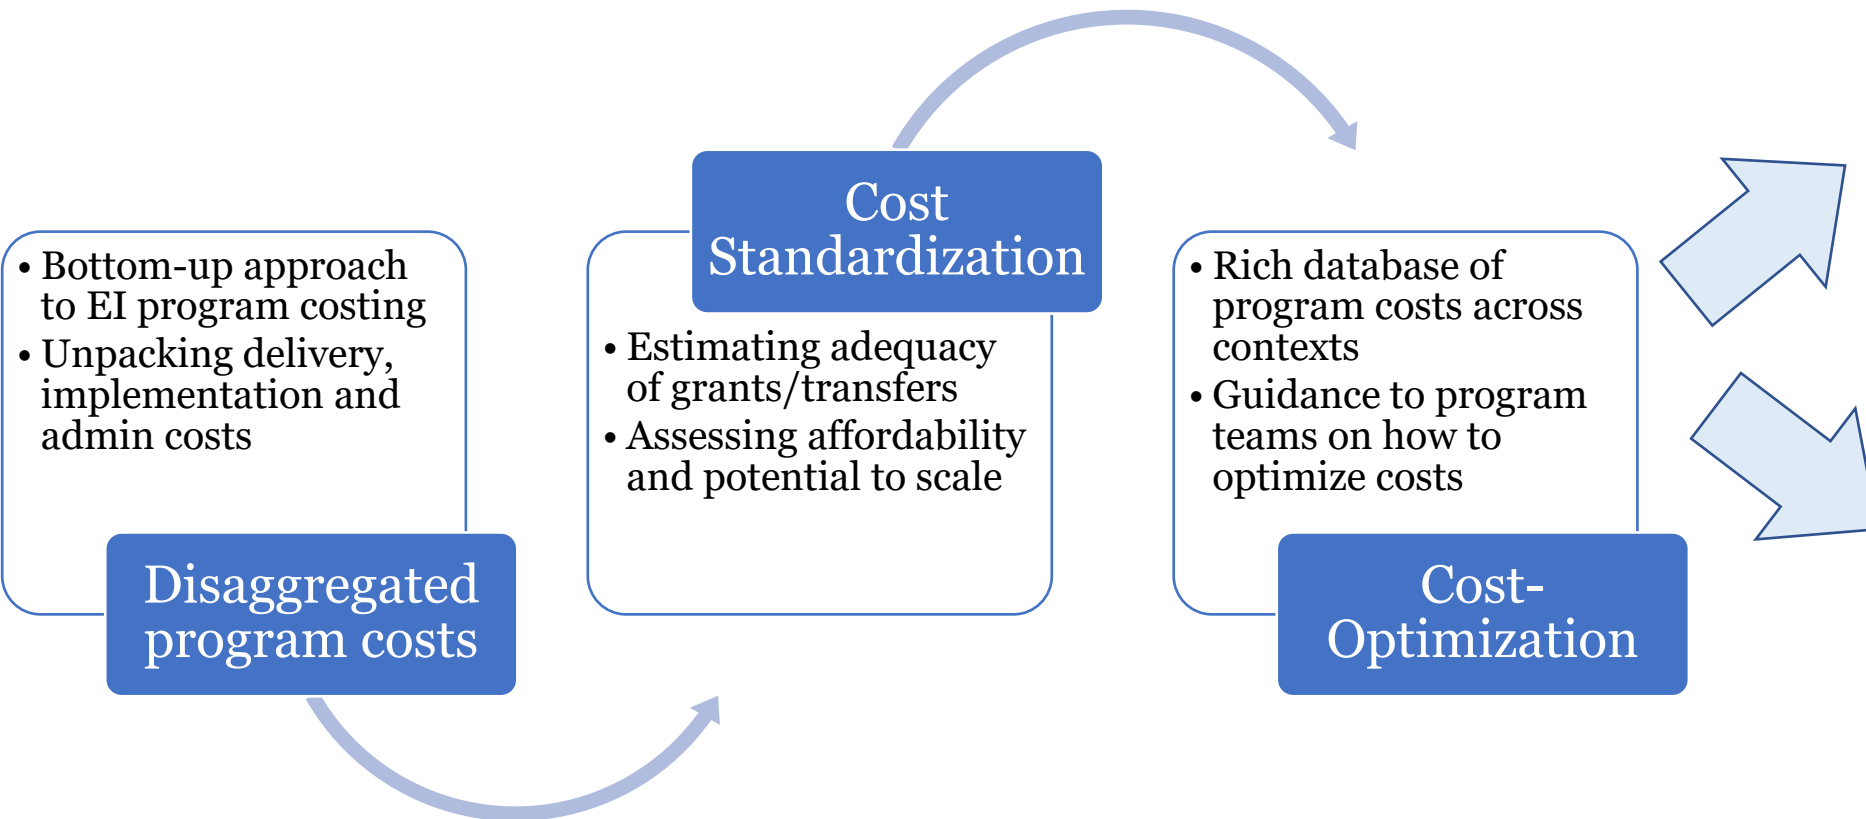 • Bottom-up approach
to EI program costing
• Unpacking delivery,
implementation and
admin costs
Disaggregated
program costs
Cost
Standardization
• Estimating adequacy
of grants/transfers
• Assessing affordability
and potential to scale
• Rich database of
program costs across
contexts
• Guidance to program
teams on how to
optimize costs
Cost-
Optimization